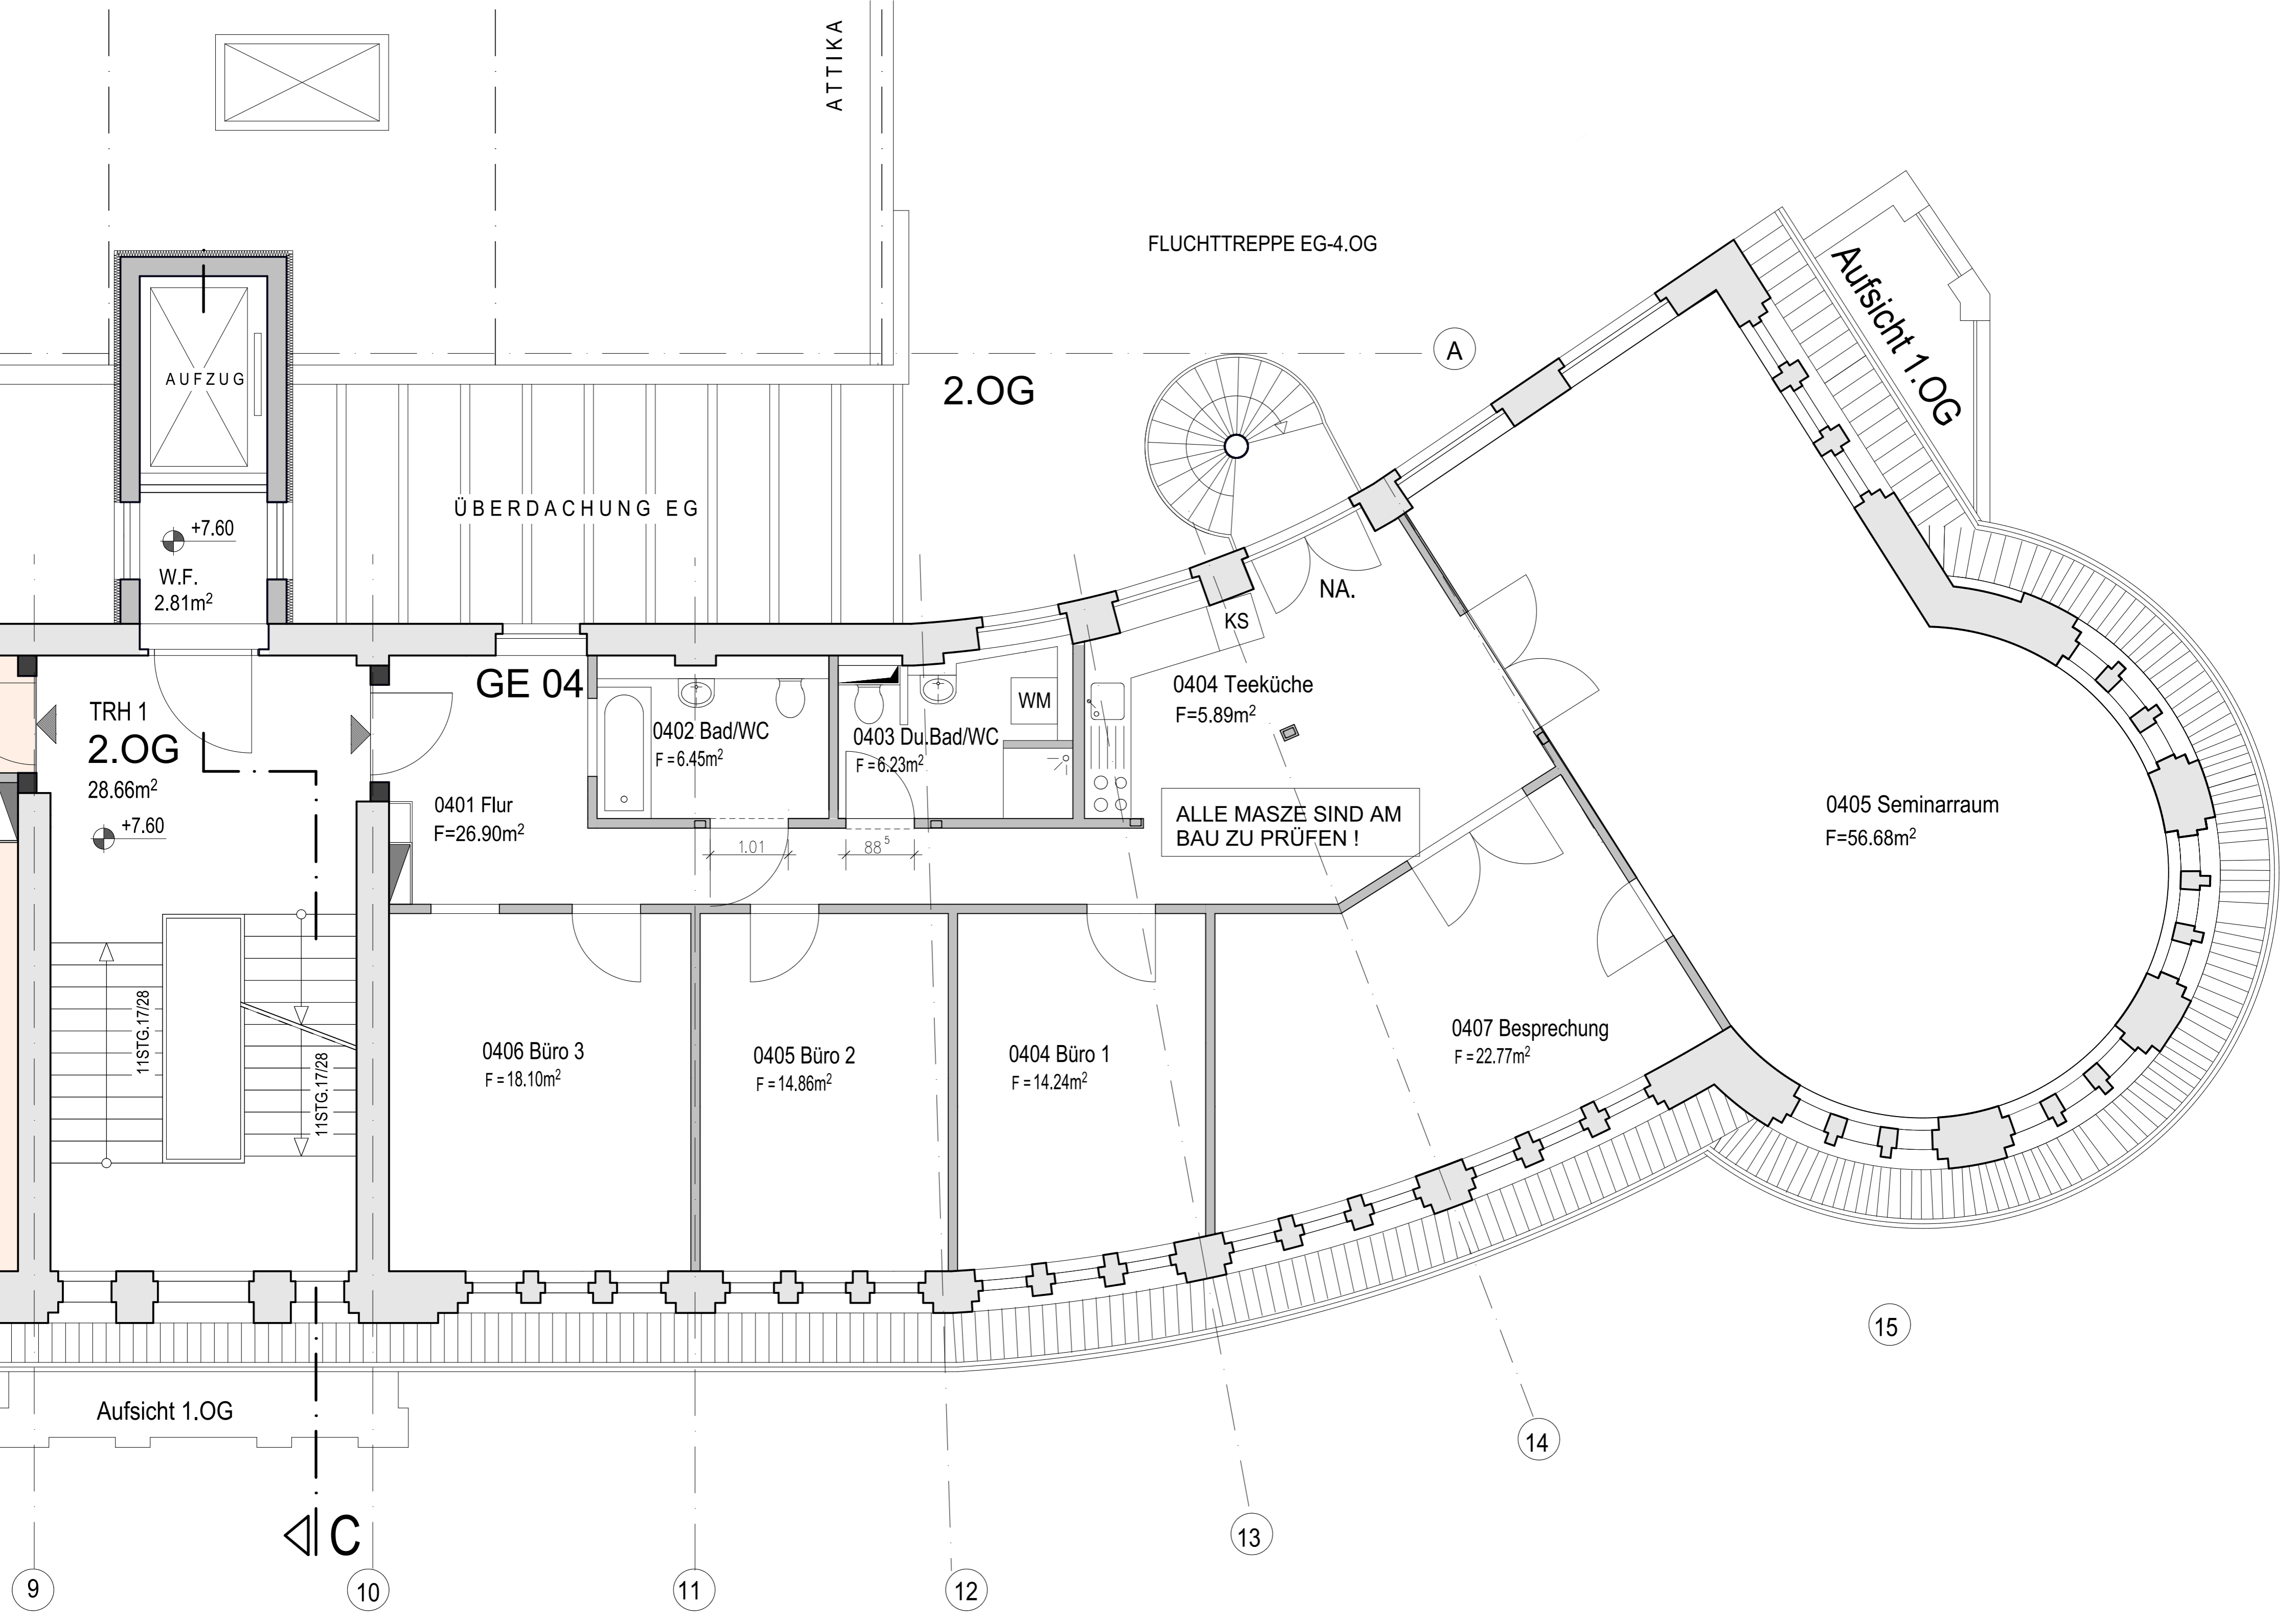 ATTIKA
FLUCHTTREPPE EG-4.OG
Aufsicht 1.OG
A
AUFZUG
2.OG
ÜBERDACHUNG EG
+7.60
W.F.
2.81m²
NA.
KS
GE 04
TRH 1
2.OG
28.66m²
+7.60
0402 Bad/WC
F=6.45m²
0403 Du.Bad/WC
F=6.23m²
WM
0404 Teeküche
F=5.89m²
0401 Flur
F=26.90m²
1.01
88⁵
ALLE MASZE SIND AM
BAU ZU PRÜFEN !
0405 Seminarraum
F=56.68m²
11STG.17/28
11STG.17/28
0406 Büro 3
F=18.10m²
0405 Büro 2
F=14.86m²
0404 Büro 1
F=14.24m²
0407 Besprechung
F=22.77m²
Aufsicht 1.OG
C
9
10
11
12
13
14
15